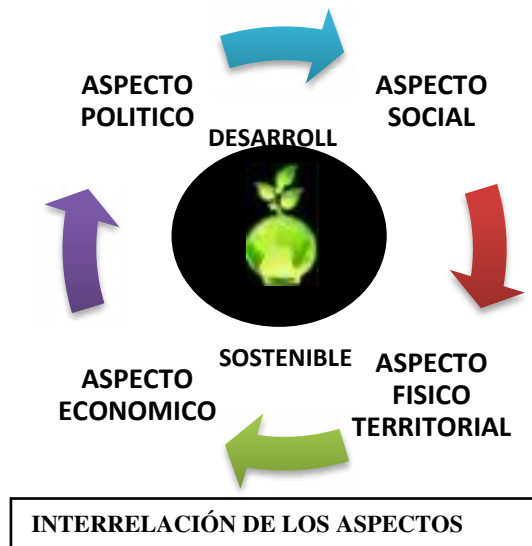 ASPECTO
POLITICO
ASPECTO
SOCIAL
DESARROLL
SOSTENIBLE
ASPECTO
ECONOMICO
ASPECTO
FISICO
TERRITORIAL
INTERRELACIÓN DE LOS ASPECTOS